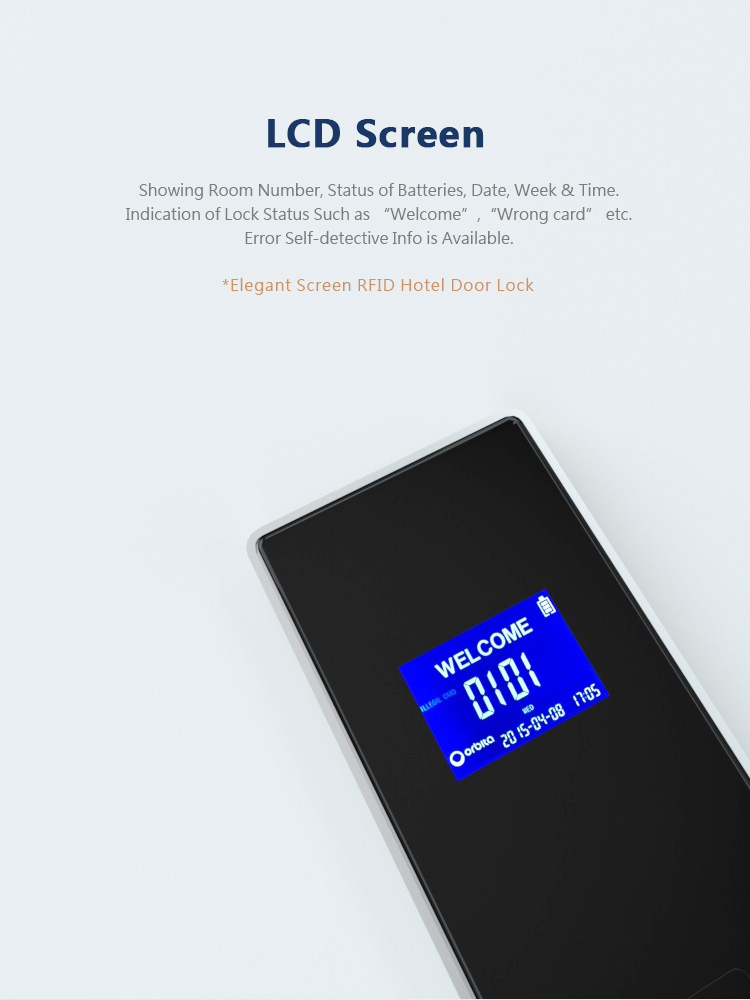 LCD Screen
Showing Room Number, Status of Batteries, Date, Week & Time.
Indication of Lock Status Such as “Welcome”, “Wrong card” etc.
Error Self-detective Info is Available.
*Elegant Screen RFID Hotel Door Lock
WELCOME
ILLEGAL CARD
0101
WED
orbita 2015-04-08 17:05